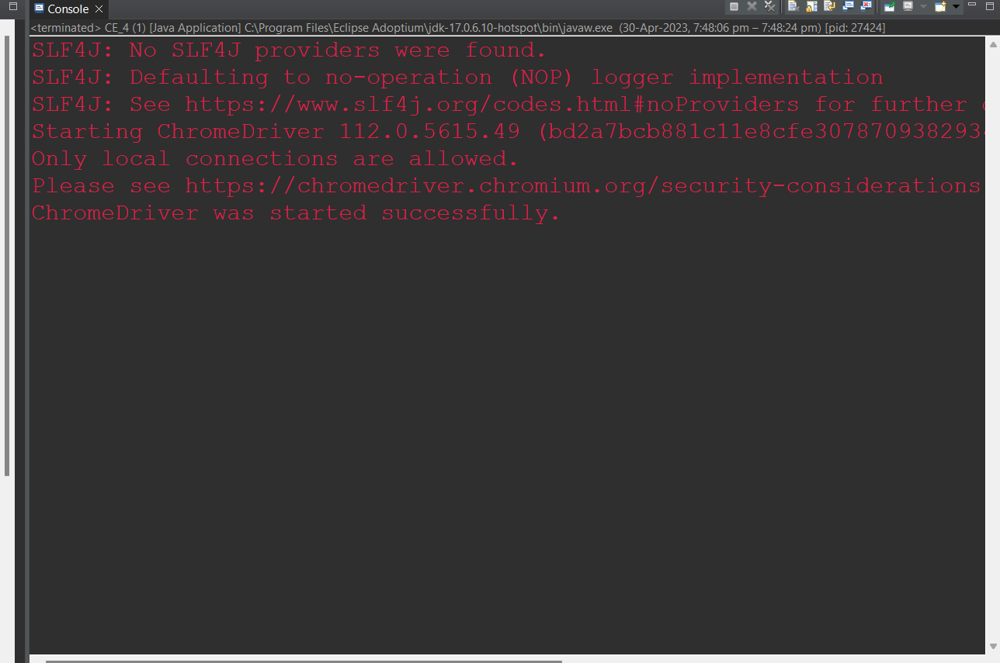 Console
<terminated> CE_4 (1) [Java Application] C:\Program Files\Eclipse Adoptium\jdk-17.0.6.10-hotspot\bin\javaw.exe (30-Apr-2023, 7:48:06 pm – 7:48:24 pm) [pid: 27424]
SLF4J: No SLF4J providers were found.
SLF4J: Defaulting to no-operation (NOP) logger implementation
SLF4J: See https://www.slf4j.org/codes.html#noProviders for further
Starting ChromeDriver 112.0.5615.49 (bd2a7bcb881c11e8cfe3078709382934
Only local connections are allowed.
Please see https://chromedriver.chromium.org/security-considerations
ChromeDriver was started successfully.